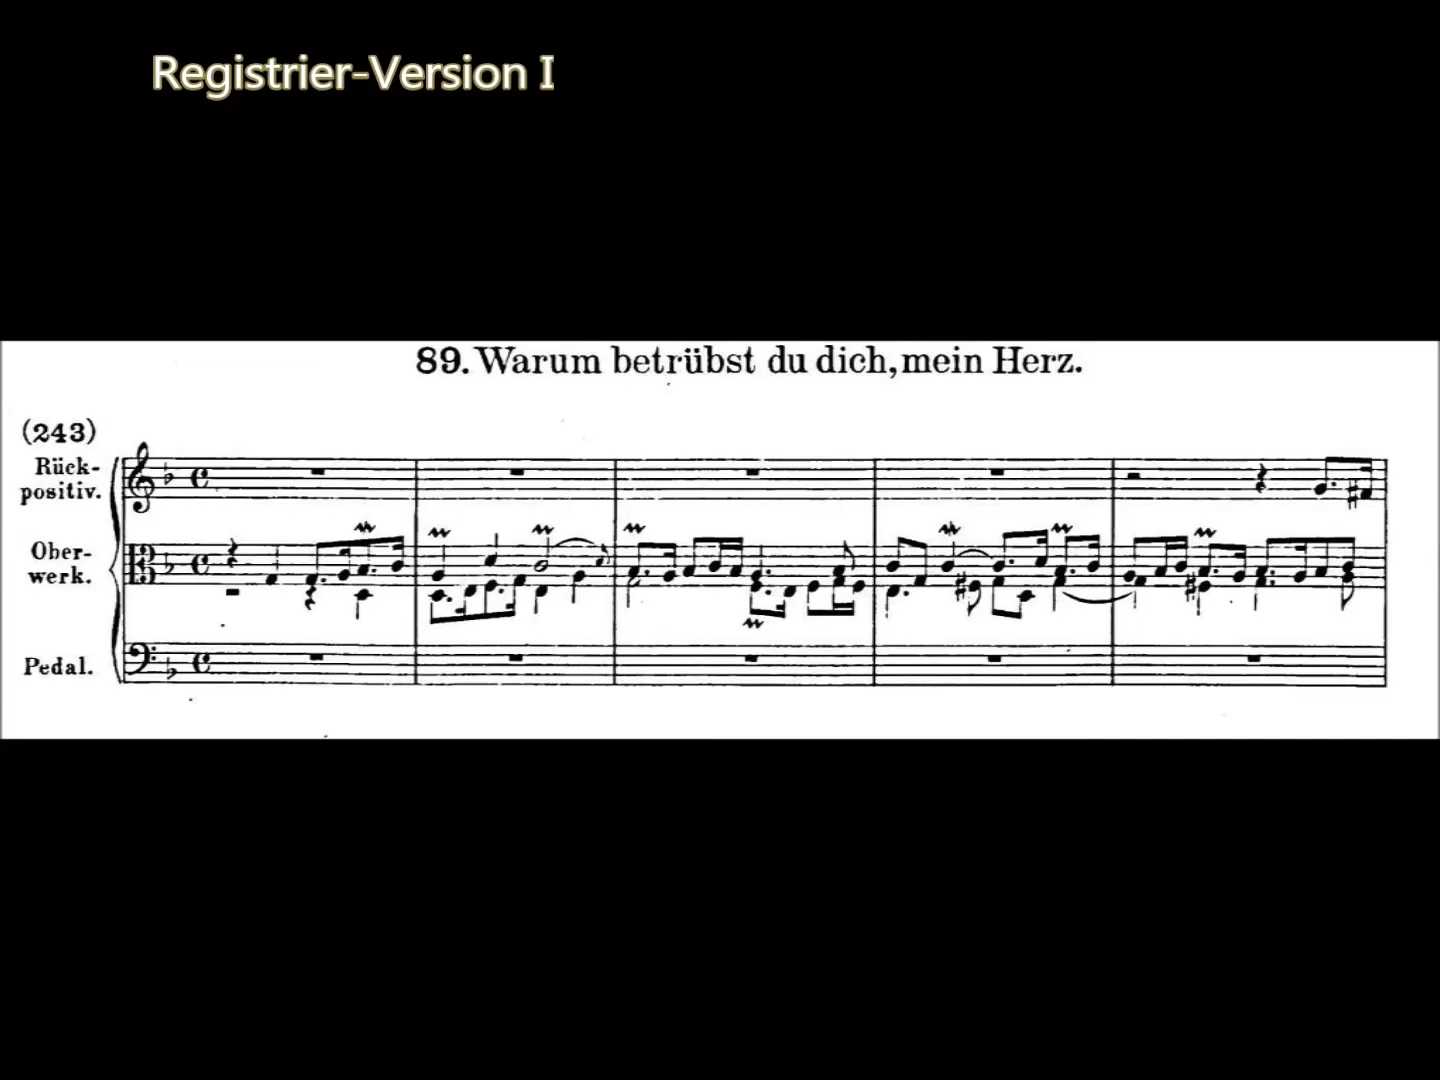 Registrier-Version I
89. Warum betrübst du dich, mein Herz.
(243)
Rück-
positiv.
Ober-
werk.
Pedal.